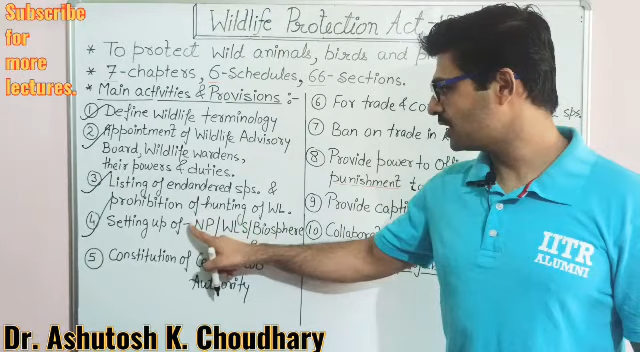 Subscribe
for
more
lectures.
Wildlife Protection Act
* To protect wild animals, birds and
* 7-chapters, 6-Schedules, 66-sections.
* Main activities & Provisions :-
① Define Wildlife terminology
② Appointment of Wildlife Advisory
Board, Wildlife wardens,
their powers & duties.
③ Listing of endandered sps. &
prohibition of hunting of WL.
④ Setting up of - NP/WLS/Biosphere
⑤ Constitution of
Authority
⑥ For trade &
sps.
⑦ Ban on trade in
⑧ Provide power to
punishment
⑨ Provide
⑩
IITR
ALUMNI
Dr. Ashutosh K. Choudhary